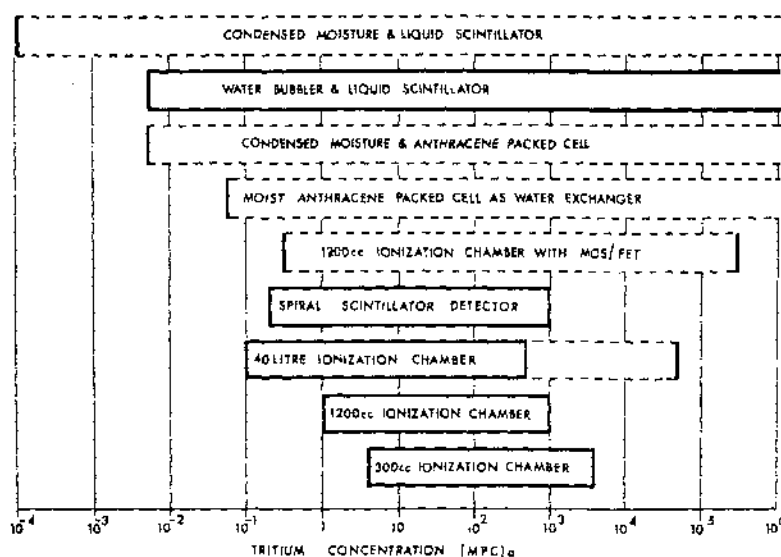 CONDENSED MOISTURE & LIQUID SCINTILLATOR
WATER BUBBLER & LIQUID SCINTILLATOR
CONDENSED MOISTURE & ANTHRACENE PACKED CELL
MOIST ANTHRACENE PACKED CELL AS WATER EXCHANGER
1200cc IONIZATION CHAMBER WITH MOS/FET
SPIRAL SCINTILLATOR DETECTOR
40 LITRE IONIZATION CHAMBER
1200cc IONIZATION CHAMBER
300cc IONIZATION CHAMBER
10⁻⁴ 10⁻³ 10⁻² 10⁻¹ 1 10 10² 10³ 10⁴ 10⁵
TRITIUM CONCENTRATION [MPC]a